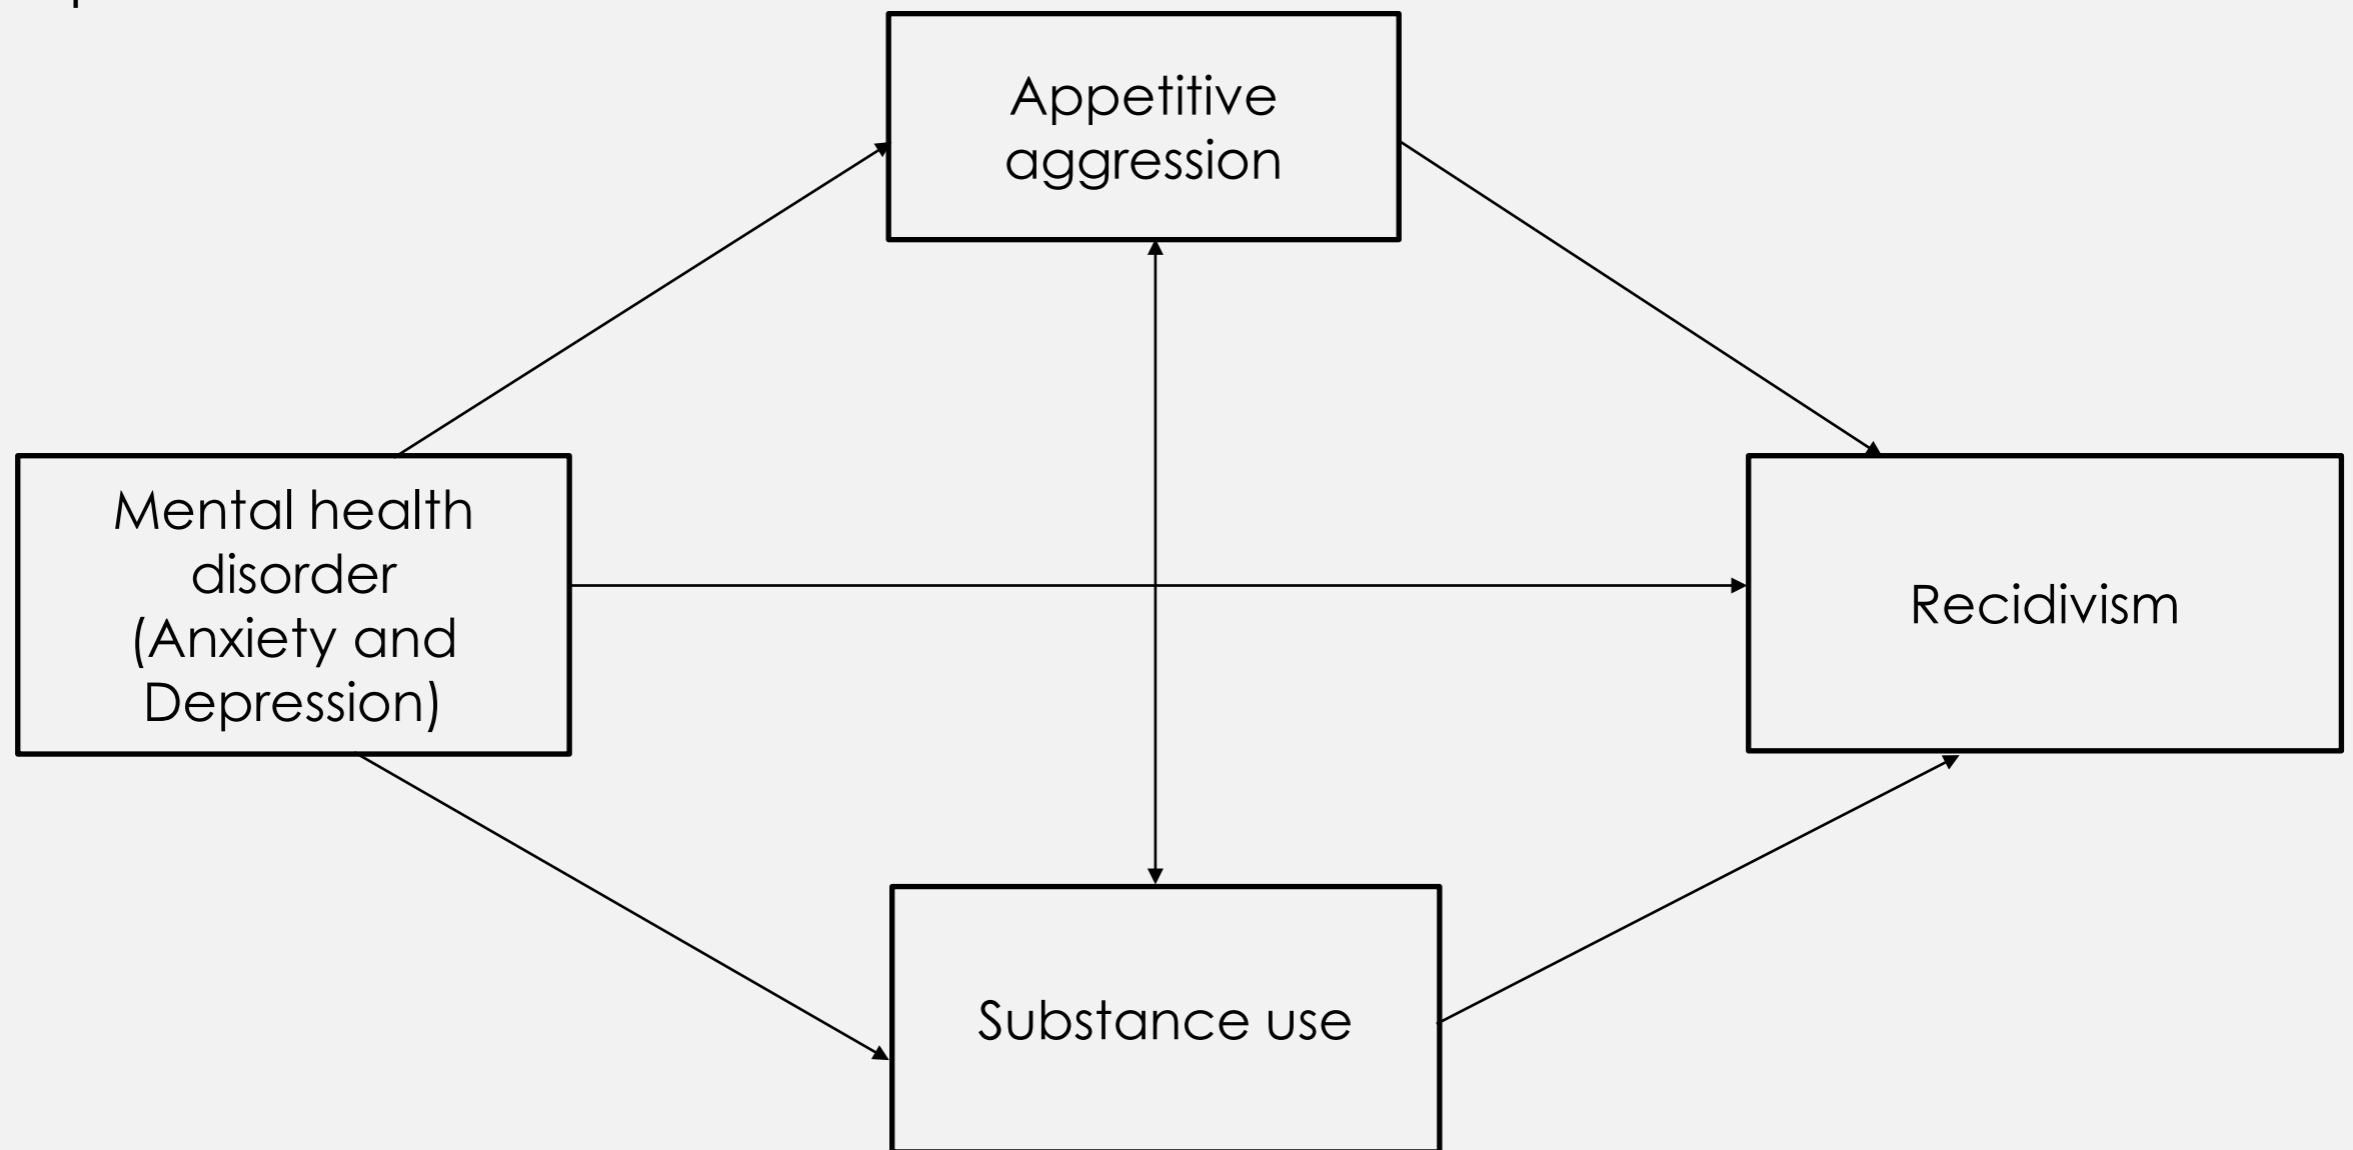 Appetitive
aggression
Mental health
disorder
(Anxiety and
Depression)
Recidivism
Substance use